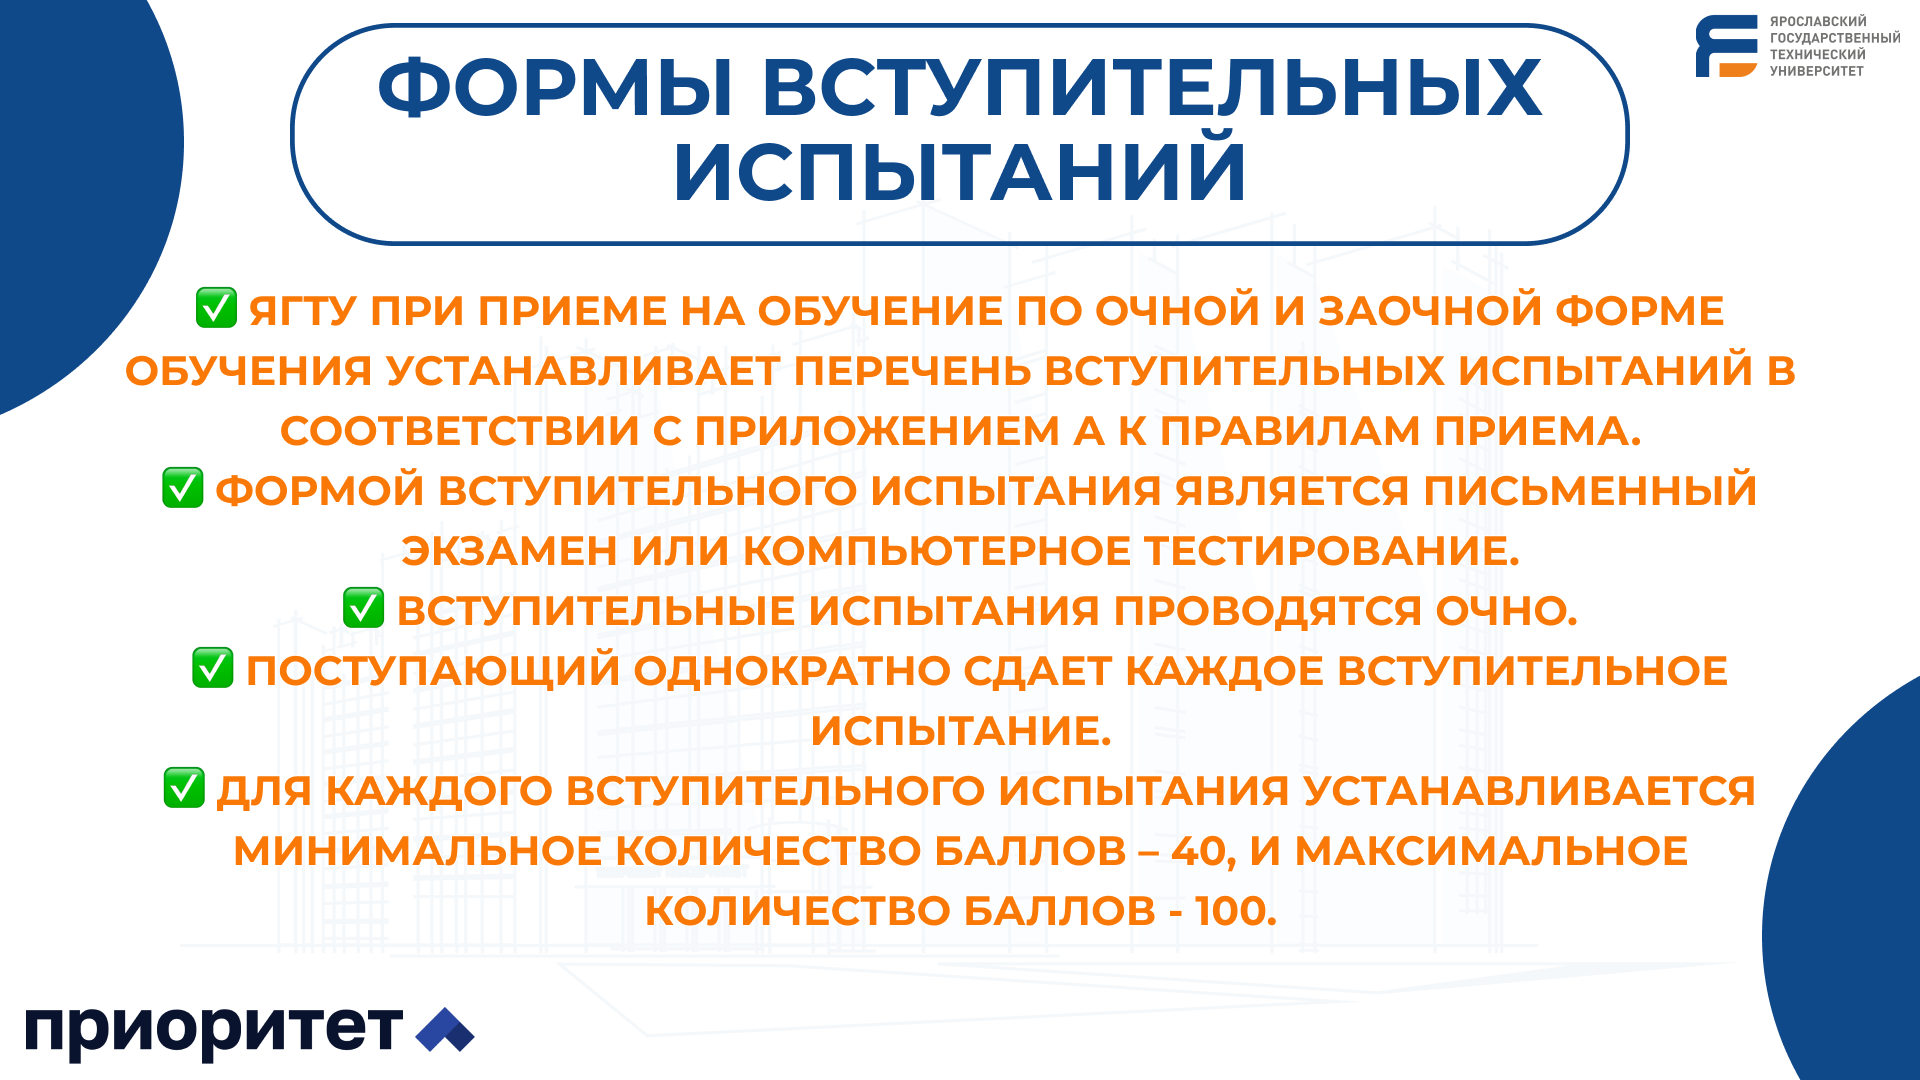 ФОРМЫ ВСТУПИТЕЛЬНЫХ
ИСПЫТАНИЙ
ЯРОСЛАВСКИЙ
ГОСУДАРСТВЕННЫЙ
ТЕХНИЧЕСКИЙ
УНИВЕРСИТЕТ
✅ ЯГТУ ПРИ ПРИЕМЕ НА ОБУЧЕНИЕ ПО ОЧНОЙ И ЗАОЧНОЙ ФОРМЕ
ОБУЧЕНИЯ УСТАНАВЛИВАЕТ ПЕРЕЧЕНЬ ВСТУПИТЕЛЬНЫХ ИСПЫТАНИЙ В
СООТВЕТСТВИИ С ПРИЛОЖЕНИЕМ А К ПРАВИЛАМ ПРИЕМА.
✅ ФОРМОЙ ВСТУПИТЕЛЬНОГО ИСПЫТАНИЯ ЯВЛЯЕТСЯ ПИСЬМЕННЫЙ
ЭКЗАМЕН ИЛИ КОМПЬЮТЕРНОЕ ТЕСТИРОВАНИЕ.
✅ ВСТУПИТЕЛЬНЫЕ ИСПЫТАНИЯ ПРОВОДЯТСЯ ОЧНО.
✅ ПОСТУПАЮЩИЙ ОДНОКРАТНО СДАЕТ КАЖДОЕ ВСТУПИТЕЛЬНОЕ
ИСПЫТАНИЕ.
✅ ДЛЯ КАЖДОГО ВСТУПИТЕЛЬНОГО ИСПЫТАНИЯ УСТАНАВЛИВАЕТСЯ
МИНИМАЛЬНОЕ КОЛИЧЕСТВО БАЛЛОВ – 40, И МАКСИМАЛЬНОЕ
КОЛИЧЕСТВО БАЛЛОВ - 100.
приоритет